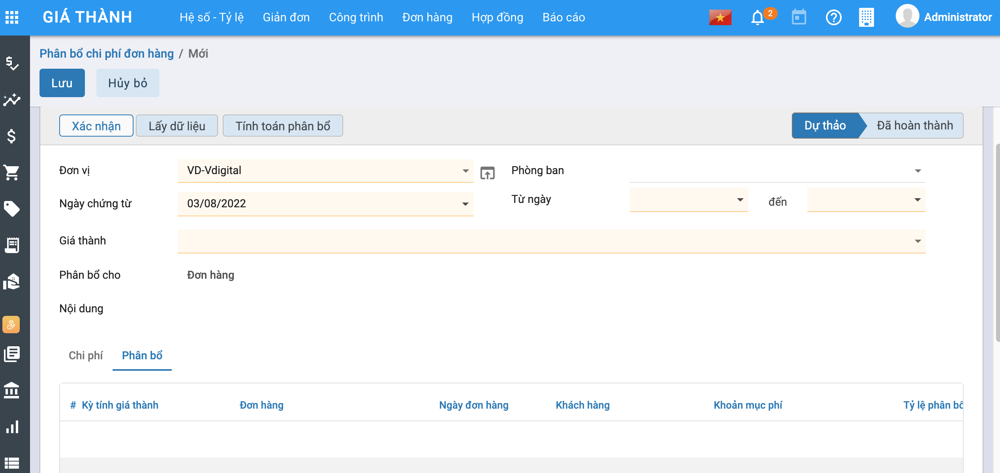 GIÁ THÀNH Hệ số - Tỷ lệ Giản đơn Công trình Đơn hàng Hợp đồng Báo cáo 2 Administrator
Phân bổ chi phí đơn hàng / Mới
Lưu Hủy bỏ
Xác nhận Lấy dữ liệu Tính toán phân bổ Dự thảo Đã hoàn thành
Đơn vị VD-Vdigital Phòng ban
Ngày chứng từ 03/08/2022 Từ ngày đến
Giá thành
Phân bổ cho Đơn hàng
Nội dung
Chi phí Phân bổ
# Kỳ tính giá thành Đơn hàng Ngày đơn hàng Khách hàng Khoản mục phí Tỷ lệ phân bổ